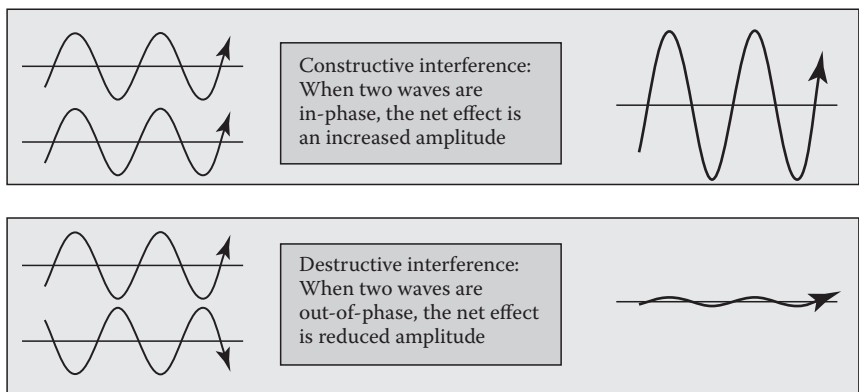 Constructive interference:
When two waves are
in-phase, the net effect is
an increased amplitude
Destructive interference:
When two waves are
out-of-phase, the net effect
is reduced amplitude